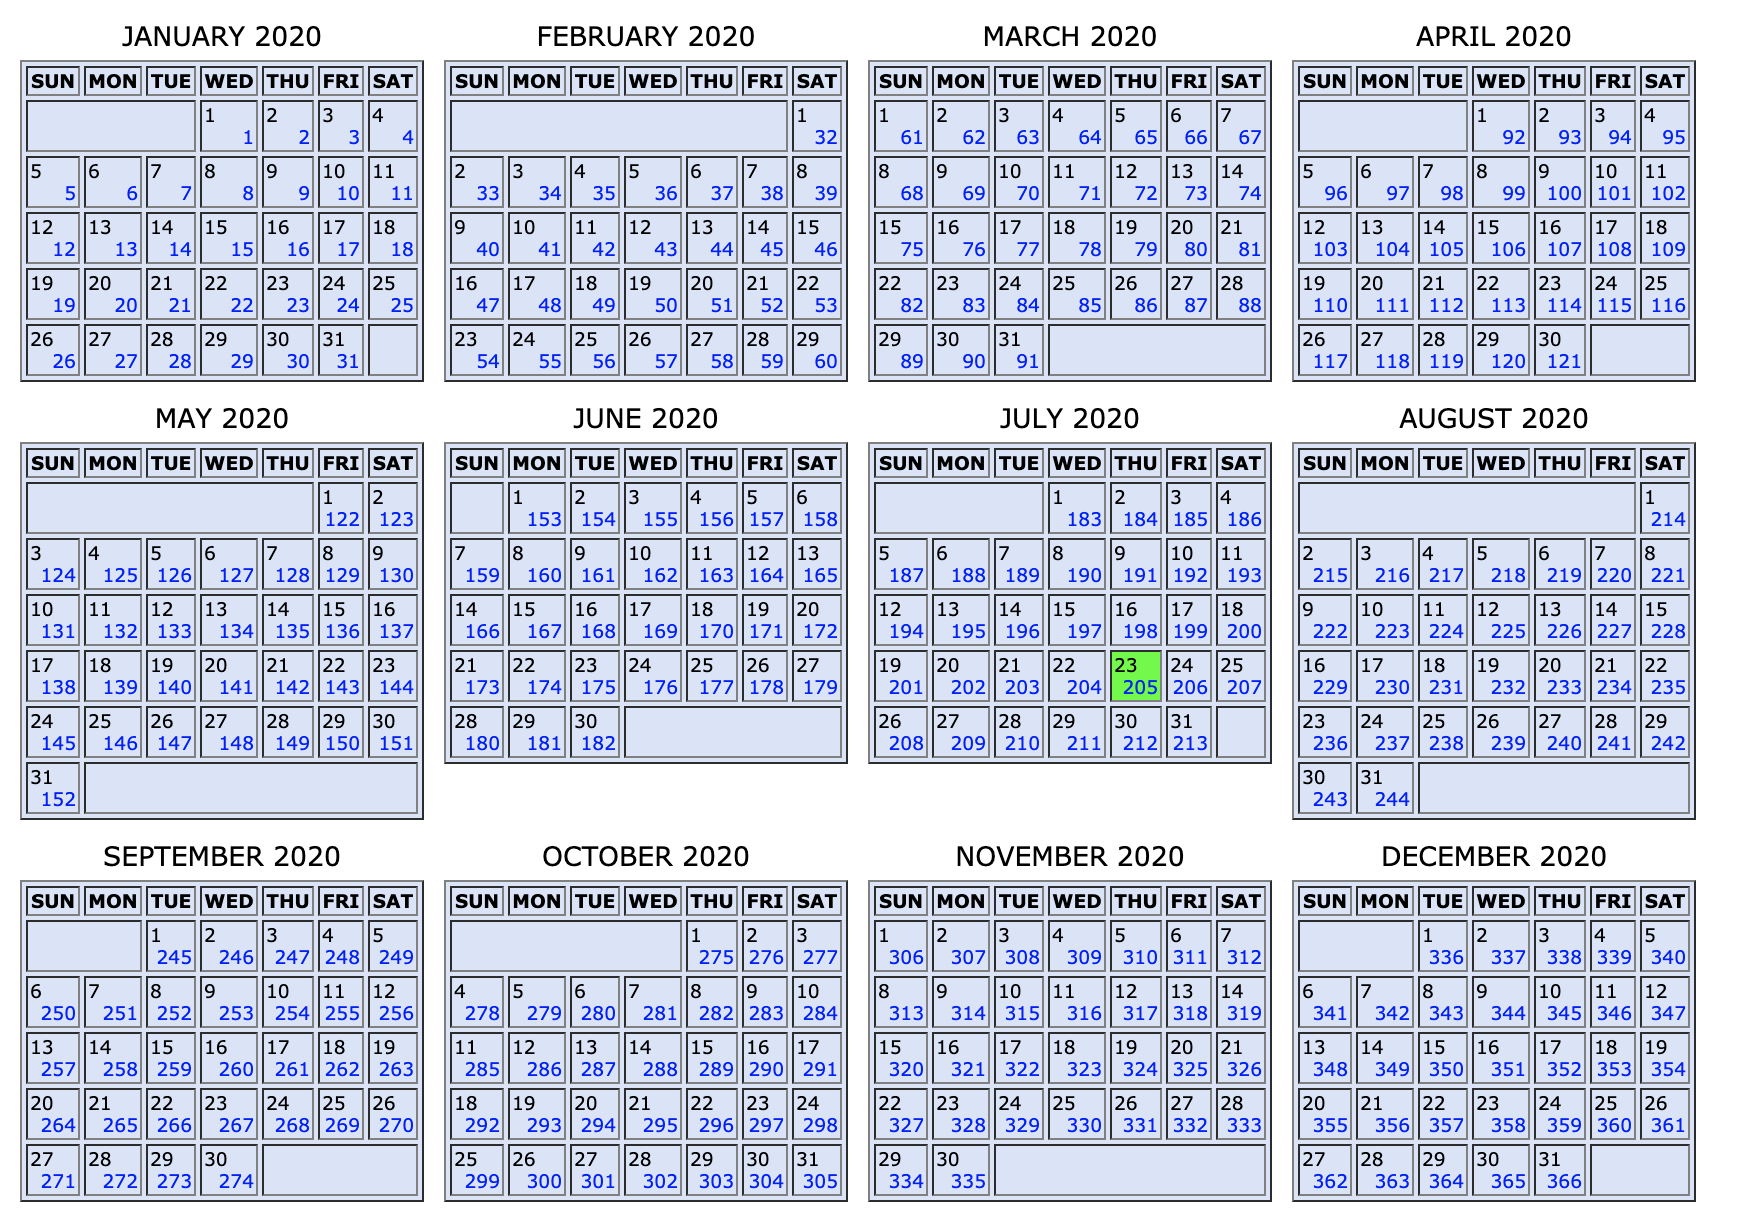 JANUARY 2020
SUN MON TUE WED THU FRI SAT
1 2 3 4
1 2 3 4
5 6 7 8 9 10 11
5 6 7 8 9 10 11
12 13 14 15 16 17 18
12 13 14 15 16 17 18
19 20 21 22 23 24 25
19 20 21 22 23 24 25
26 27 28 29 30 31
26 27 28 29 30 31
FEBRUARY 2020
SUN MON TUE WED THU FRI SAT
1
32
2 3 4 5 6 7 8
33 34 35 36 37 38 39
9 10 11 12 13 14 15
40 41 42 43 44 45 46
16 17 18 19 20 21 22
47 48 49 50 51 52 53
23 24 25 26 27 28 29
54 55 56 57 58 59 60
MARCH 2020
SUN MON TUE WED THU FRI SAT
1 2 3 4 5 6 7
61 62 63 64 65 66 67
8 9 10 11 12 13 14
68 69 70 71 72 73 74
15 16 17 18 19 20 21
75 76 77 78 79 80 81
22 23 24 25 26 27 28
82 83 84 85 86 87 88
29 30 31
89 90 91
APRIL 2020
SUN MON TUE WED THU FRI SAT
1 2 3 4
92 93 94 95
5 6 7 8 9 10 11
96 97 98 99 100 101 102
12 13 14 15 16 17 18
103 104 105 106 107 108 109
19 20 21 22 23 24 25
110 111 112 113 114 115 116
26 27 28 29 30
117 118 119 120 121
MAY 2020
SUN MON TUE WED THU FRI SAT
1 2
122 123
3 4 5 6 7 8 9
124 125 126 127 128 129 130
10 11 12 13 14 15 16
131 132 133 134 135 136 137
17 18 19 20 21 22 23
138 139 140 141 142 143 144
24 25 26 27 28 29 30
145 146 147 148 149 150 151
31
152
JUNE 2020
SUN MON TUE WED THU FRI SAT
1 2 3 4 5 6
153 154 155 156 157 158
7 8 9 10 11 12 13
159 160 161 162 163 164 165
14 15 16 17 18 19 20
166 167 168 169 170 171 172
21 22 23 24 25 26 27
173 174 175 176 177 178 179
28 29 30
180 181 182
JULY 2020
SUN MON TUE WED THU FRI SAT
1 2 3 4
183 184 185 186
5 6 7 8 9 10 11
187 188 189 190 191 192 193
12 13 14 15 16 17 18
194 195 196 197 198 199 200
19 20 21 22 23 24 25
201 202 203 204 205 206 207
26 27 28 29 30 31
208 209 210 211 212 213
AUGUST 2020
SUN MON TUE WED THU FRI SAT
1
214
2 3 4 5 6 7 8
215 216 217 218 219 220 221
9 10 11 12 13 14 15
222 223 224 225 226 227 228
16 17 18 19 20 21 22
229 230 231 232 233 234 235
23 24 25 26 27 28 29
236 237 238 239 240 241 242
30 31
243 244
SEPTEMBER 2020
SUN MON TUE WED THU FRI SAT
1 2 3 4 5
245 246 247 248 249
6 7 8 9 10 11 12
250 251 252 253 254 255 256
13 14 15 16 17 18 19
257 258 259 260 261 262 263
20 21 22 23 24 25 26
264 265 266 267 268 269 270
27 28 29 30
271 272 273 274
OCTOBER 2020
SUN MON TUE WED THU FRI SAT
1 2 3
275 276 277
4 5 6 7 8 9 10
278 279 280 281 282 283 284
11 12 13 14 15 16 17
285 286 287 288 289 290 291
18 19 20 21 22 23 24
292 293 294 295 296 297 298
25 26 27 28 29 30 31
299 300 301 302 303 304 305
NOVEMBER 2020
SUN MON TUE WED THU FRI SAT
1 2 3 4 5 6 7
306 307 308 309 310 311 312
8 9 10 11 12 13 14
313 314 315 316 317 318 319
15 16 17 18 19 20 21
320 321 322 323 324 325 326
22 23 24 25 26 27 28
327 328 329 330 331 332 333
29 30
334 335
DECEMBER 2020
SUN MON TUE WED THU FRI SAT
1 2 3 4 5
336 337 338 339 340
6 7 8 9 10 11 12
341 342 343 344 345 346 347
13 14 15 16 17 18 19
348 349 350 351 352 353 354
20 21 22 23 24 25 26
355 356 357 358 359 360 361
27 28 29 30 31
362 363 364 365 366